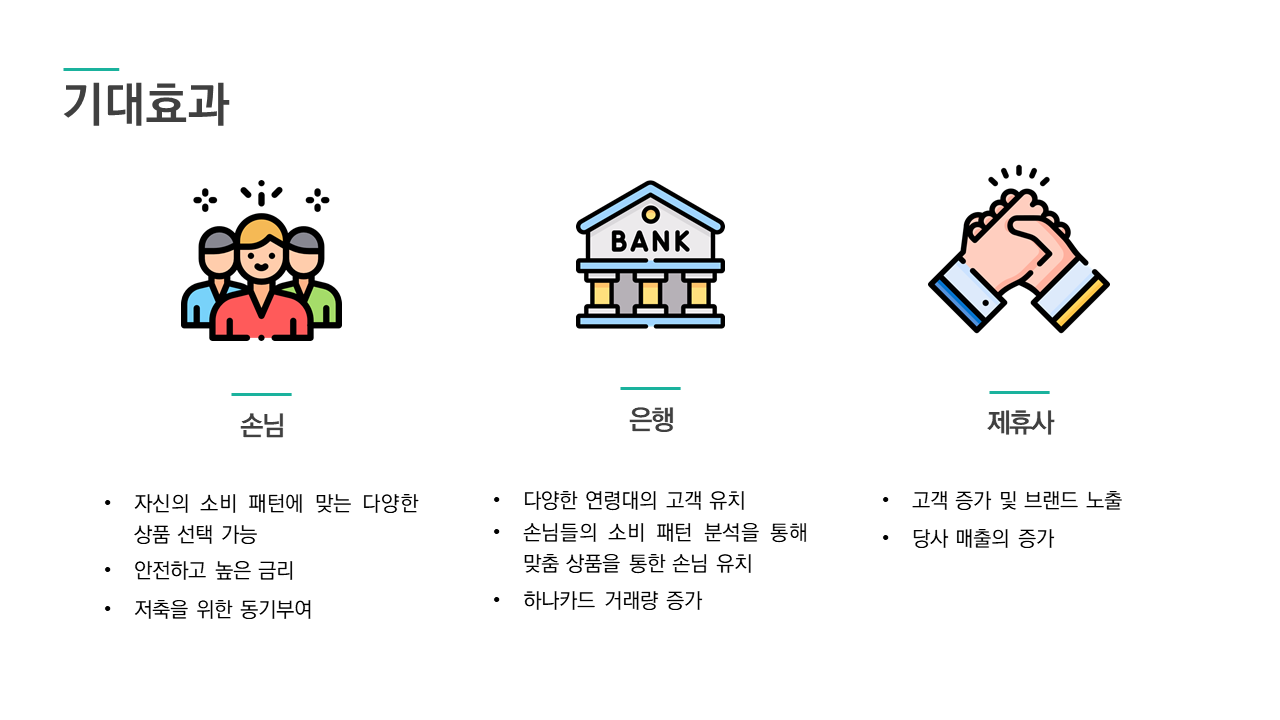 기대효과
BANK
손님
자신의 소비 패턴에 맞는 다양한
상품 선택 가능
안전하고 높은 금리
저축을 위한 동기부여
은행
다양한 연령대의 고객 유치
손님들의 소비 패턴 분석을 통해
맞춤 상품을 통한 손님 유치
하나카드 거래량 증가
제휴사
고객 증가 및 브랜드 노출
당사 매출의 증가